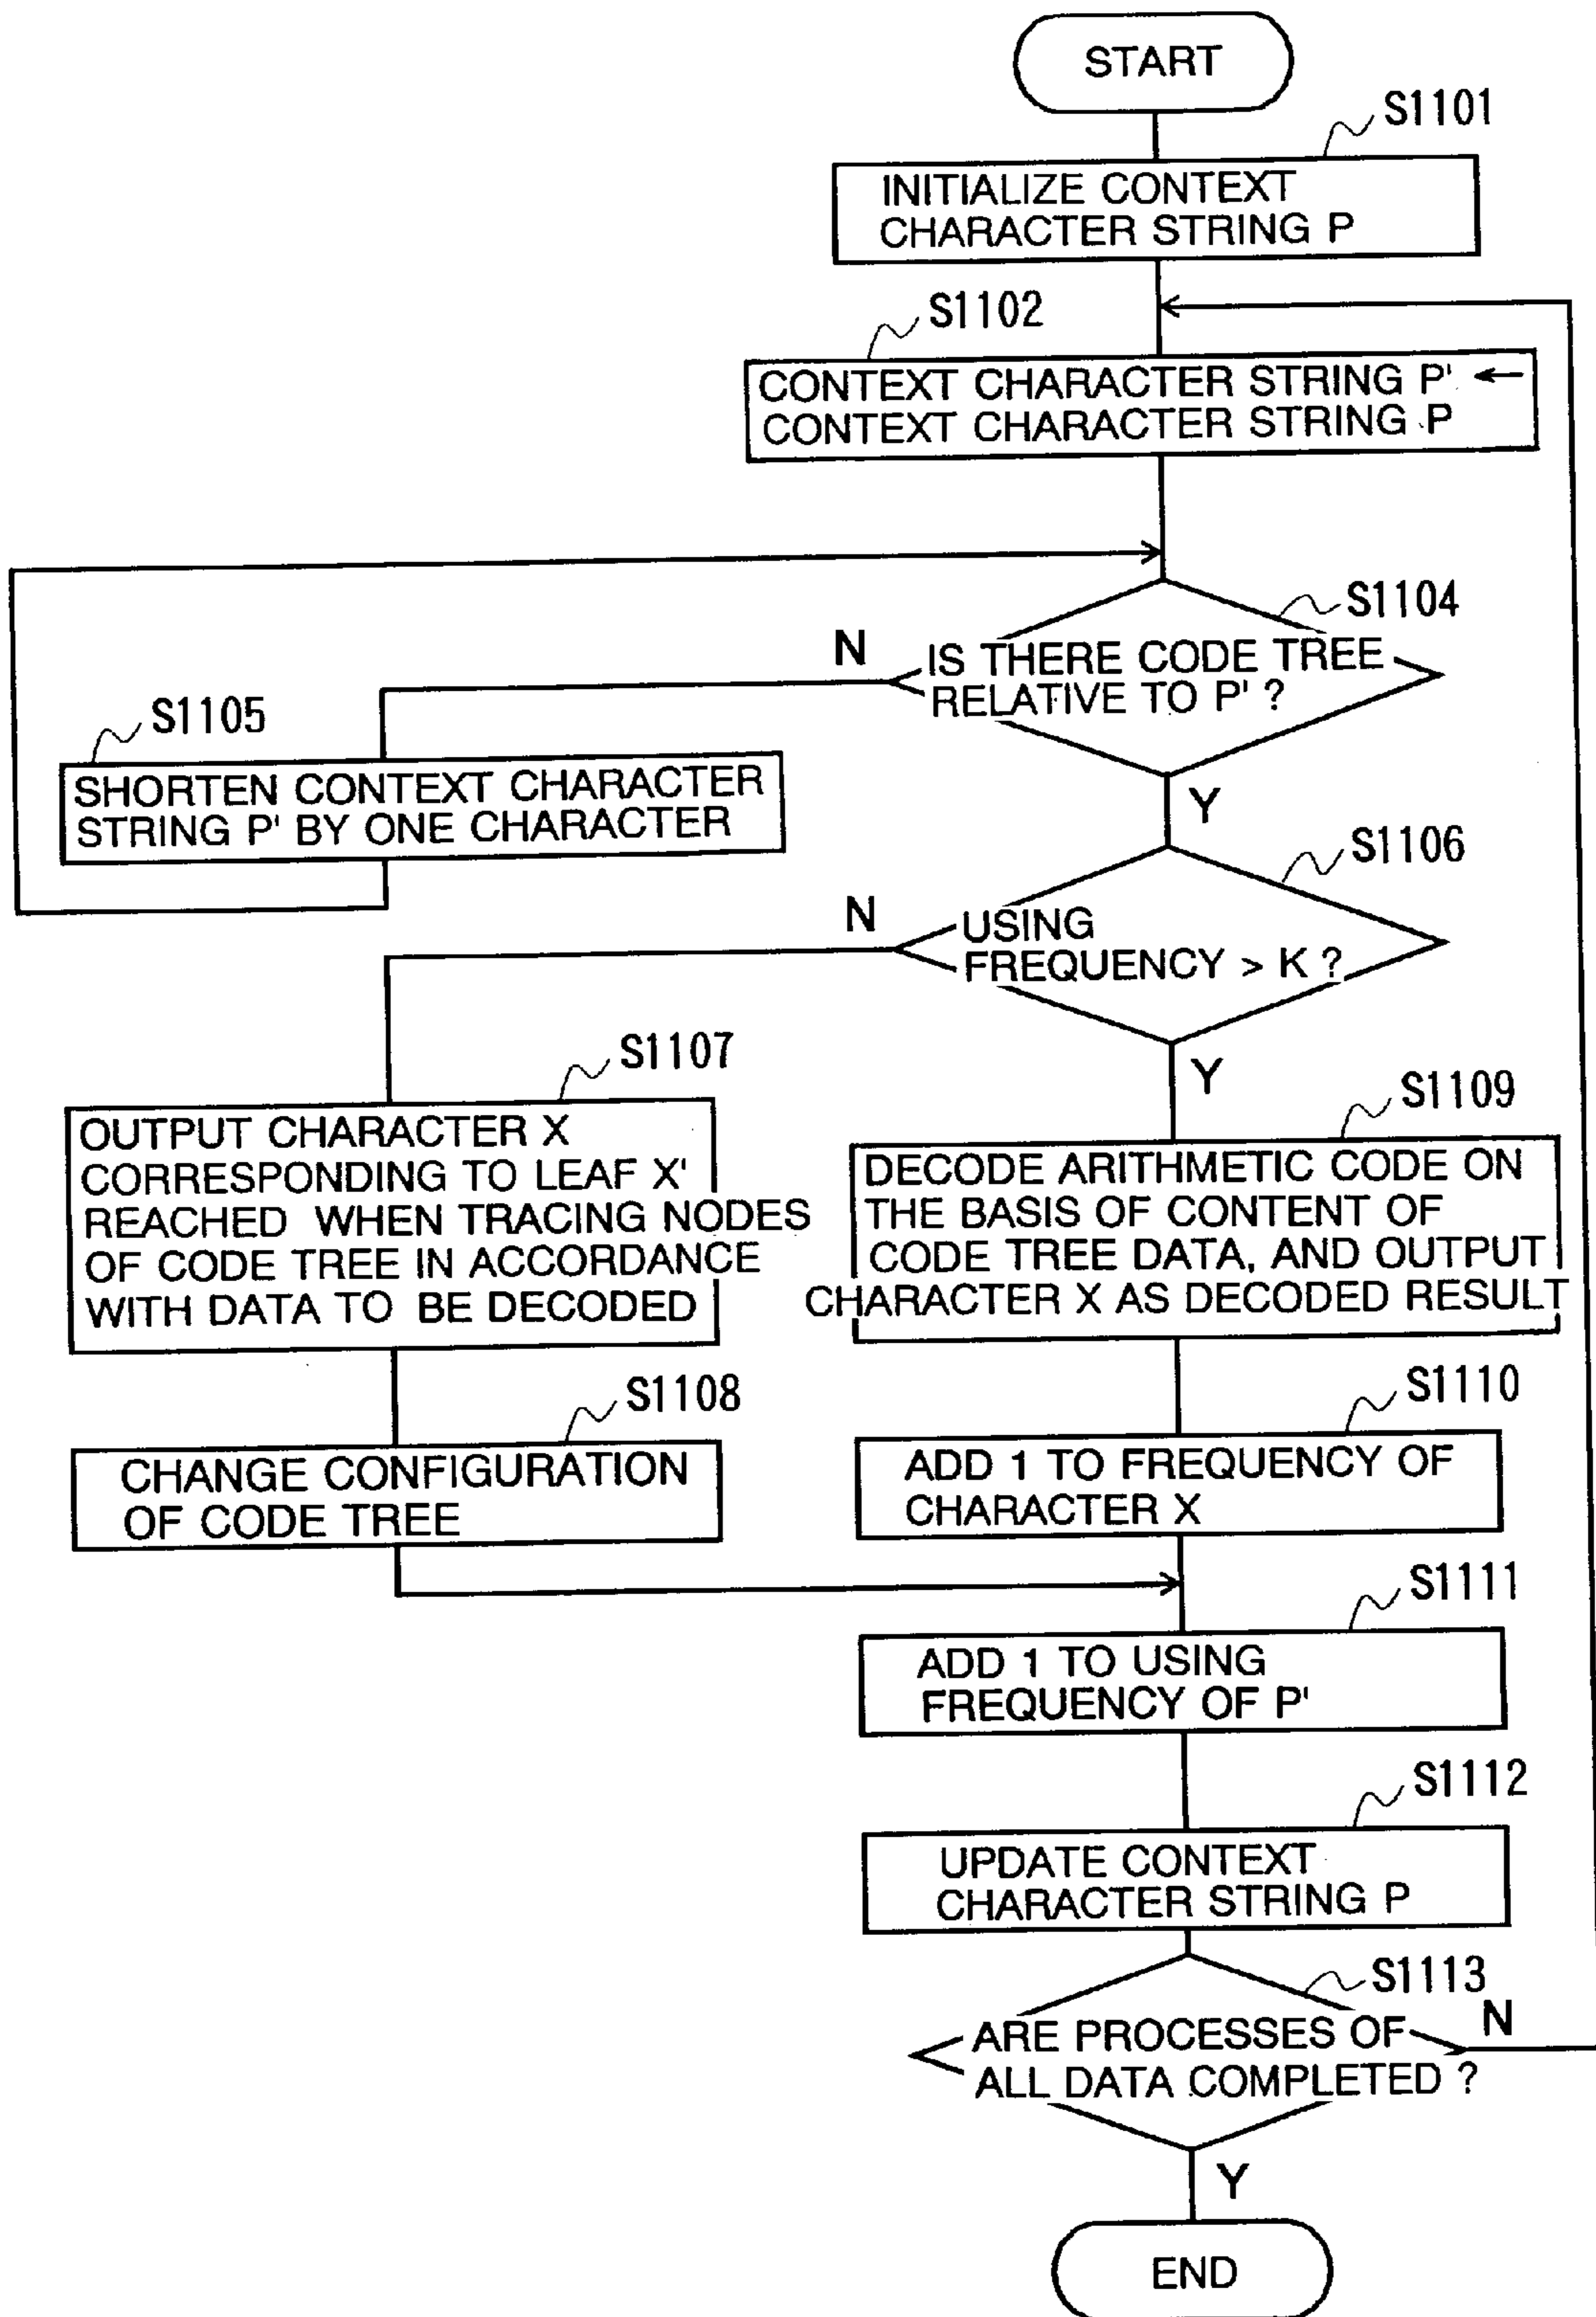 START
S1101
INITIALIZE CONTEXT
CHARACTER STRING P
S1102
CONTEXT CHARACTER STRING P' ←
CONTEXT CHARACTER STRING P
S1104
N
IS THERE CODE TREE
RELATIVE TO P' ?
S1105
SHORTEN CONTEXT CHARACTER
STRING P' BY ONE CHARACTER
Y
S1106
N
USING
FREQUENCY > K ?
S1107
Y
OUTPUT CHARACTER X
CORRESPONDING TO LEAF X'
REACHED WHEN TRACING NODES
OF CODE TREE IN ACCORDANCE
WITH DATA TO BE DECODED
S1109
DECODE ARITHMETIC CODE ON
THE BASIS OF CONTENT OF
CODE TREE DATA, AND OUTPUT
CHARACTER X AS DECODED RESULT
S1108
CHANGE CONFIGURATION
OF CODE TREE
S1110
ADD 1 TO FREQUENCY OF
CHARACTER X
S1111
ADD 1 TO USING
FREQUENCY OF P'
S1112
UPDATE CONTEXT
CHARACTER STRING P
S1113
N
ARE PROCESSES OF
ALL DATA COMPLETED ?
Y
END